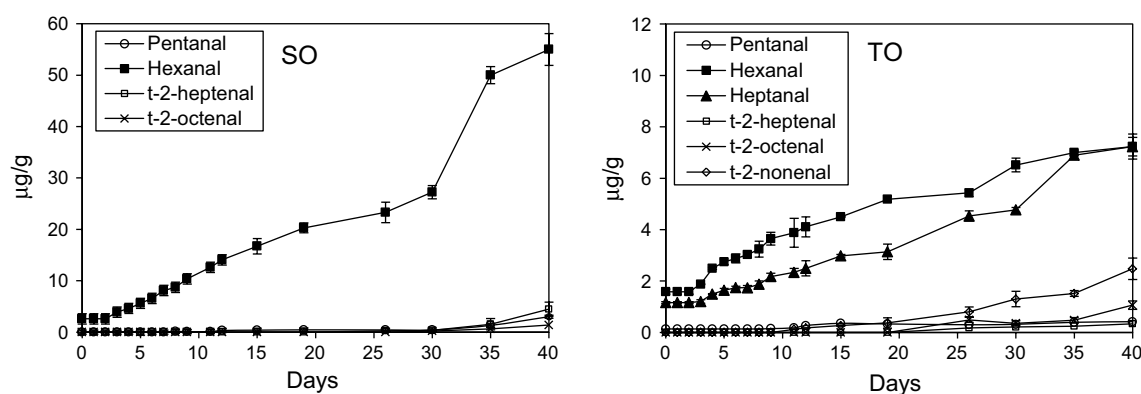 SO
Pentanal
Hexanal
t-2-heptenal
t-2-octenal
µg/g
60
50
40
30
20
10
0
0 5 10 15 20 25 30 35 40
Days
TO
Pentanal
Hexanal
Heptanal
t-2-heptenal
t-2-octenal
t-2-nonenal
µg/g
12
10
8
6
4
2
0
0 5 10 15 20 25 30 35 40
Days